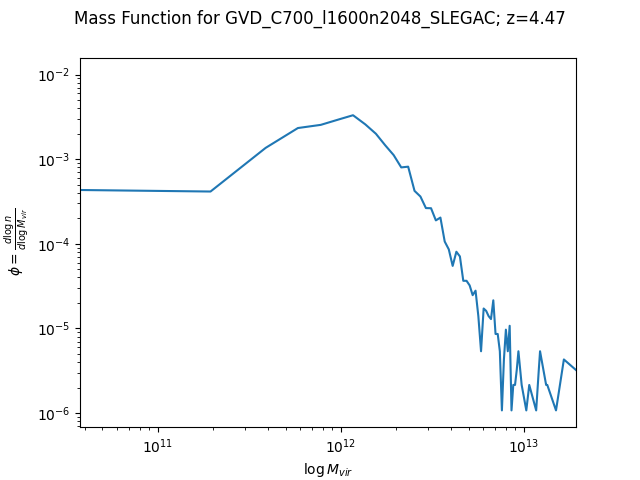 Mass Function for GVD_C700_l1600n2048_SLEGAC; z=4.47
10⁻²
10⁻³
10⁻⁴
10⁻⁵
10⁻⁶
ϕ = d log n / d log M_vir
10¹¹ 10¹² 10¹³
log M_vir